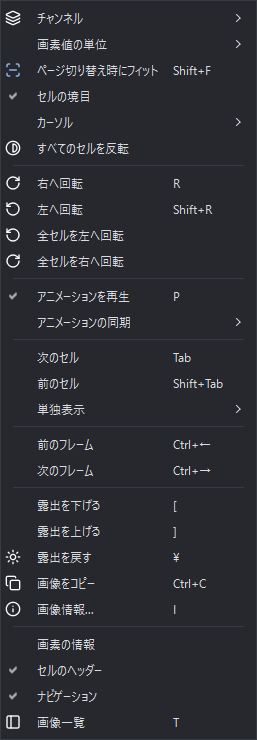 チャンネル
画素値の単位
ページ切り替え時にフィット Shift+F
セルの境目
カーソル
すべてのセルを反転
右へ回転 R
左へ回転 Shift+R
全セルを左へ回転
全セルを右へ回転
アニメーションを再生 P
アニメーションの同期
次のセル Tab
前のセル Shift+Tab
単独表示
前のフレーム Ctrl+←
次のフレーム Ctrl+→
露出を下げる [
露出を上げる ]
露出を戻す ¥
画像をコピー Ctrl+C
画像情報... I
画素の情報
セルのヘッダー
ナビゲーション
画像一覧 T